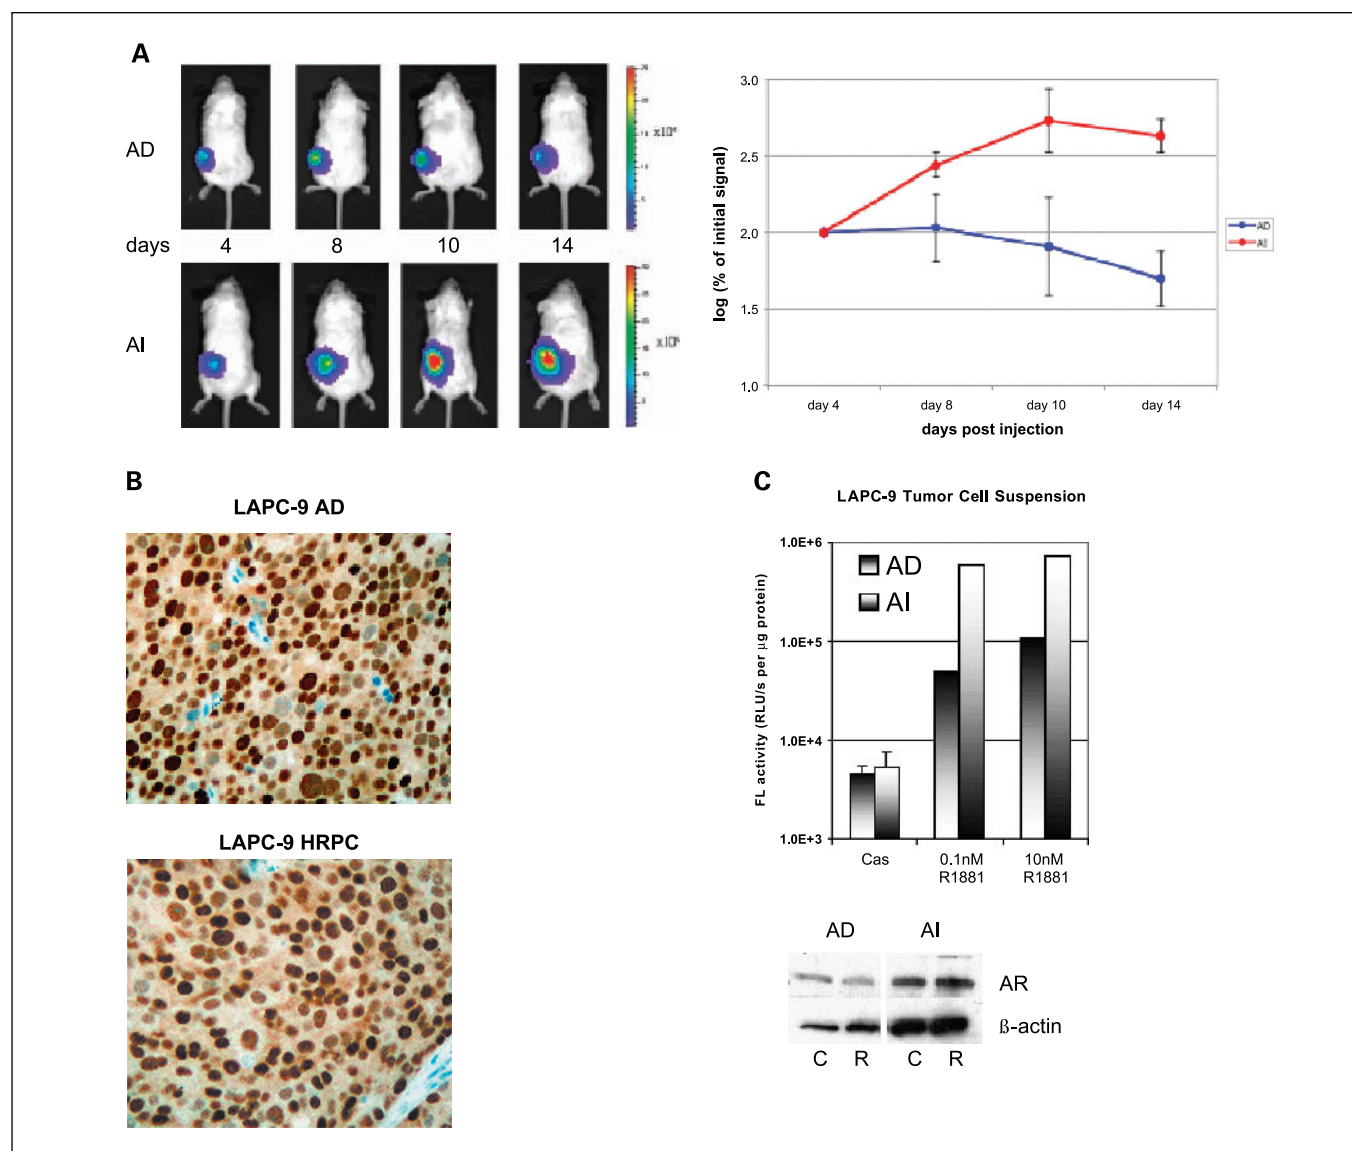 A
AD
days
4
8
10
14
AI
x10⁶
log (% of initial signal)
3.0
2.5
2.0
1.5
1.0
day 4
day 8
day 10
day 14
days post injection
AD
AI
B
LAPC-9 AD
LAPC-9 HRPC
C
LAPC-9 Tumor Cell Suspension
FL activity (RLU/s per µg protein)
1.0E+6
1.0E+5
1.0E+4
1.0E+3
AD
AI
Cas
0.1nM
R1881
10nM
R1881
AD
AI
AR
ß-actin
C
R
C
R